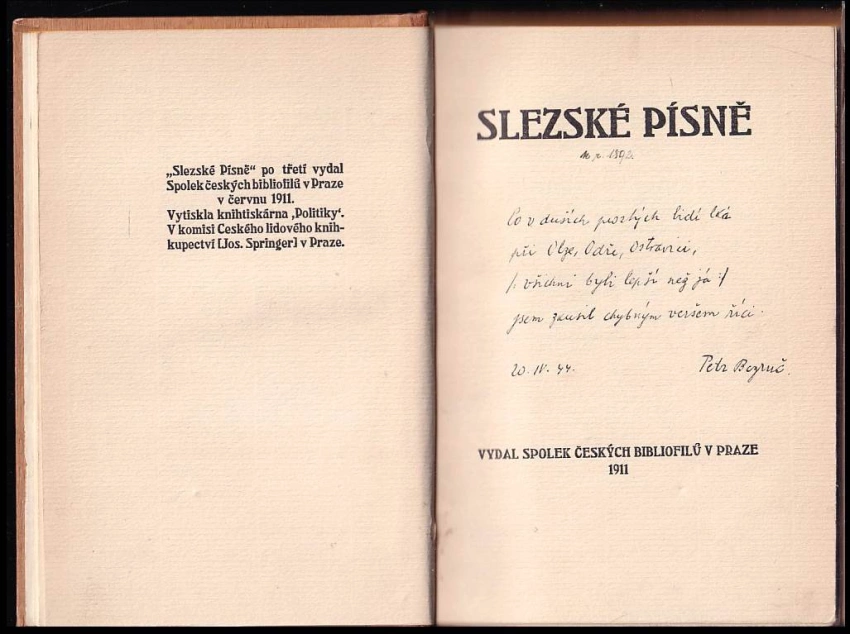 „Slezské Písně“ po třetí vydal
Spolek českých bibliofilů v Praze
v červnu 1911.
Vytiskla knihtiskárna ‚Politiky‘.
V komisi Českého lidového knih-
kupectví [Jos. Springer] v Praze.
SLEZSKÉ PÍSNĚ
Co v duších prostých lidí lká
při Olze, Odře, Ostravici,
/: všichni byli lepší než já :/
jsem zkusil chybným veršem říci.
20. IV. 44. Petr Bezruč.
VYDAL SPOLEK ČESKÝCH BIBLIOFILŮ V PRAZE
1911